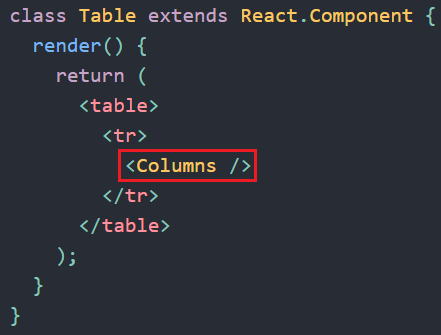 class Table extends React.Component {
  render() {
    return (
      <table>
        <tr>
          <Columns />
        </tr>
      </table>
    );
  }
}